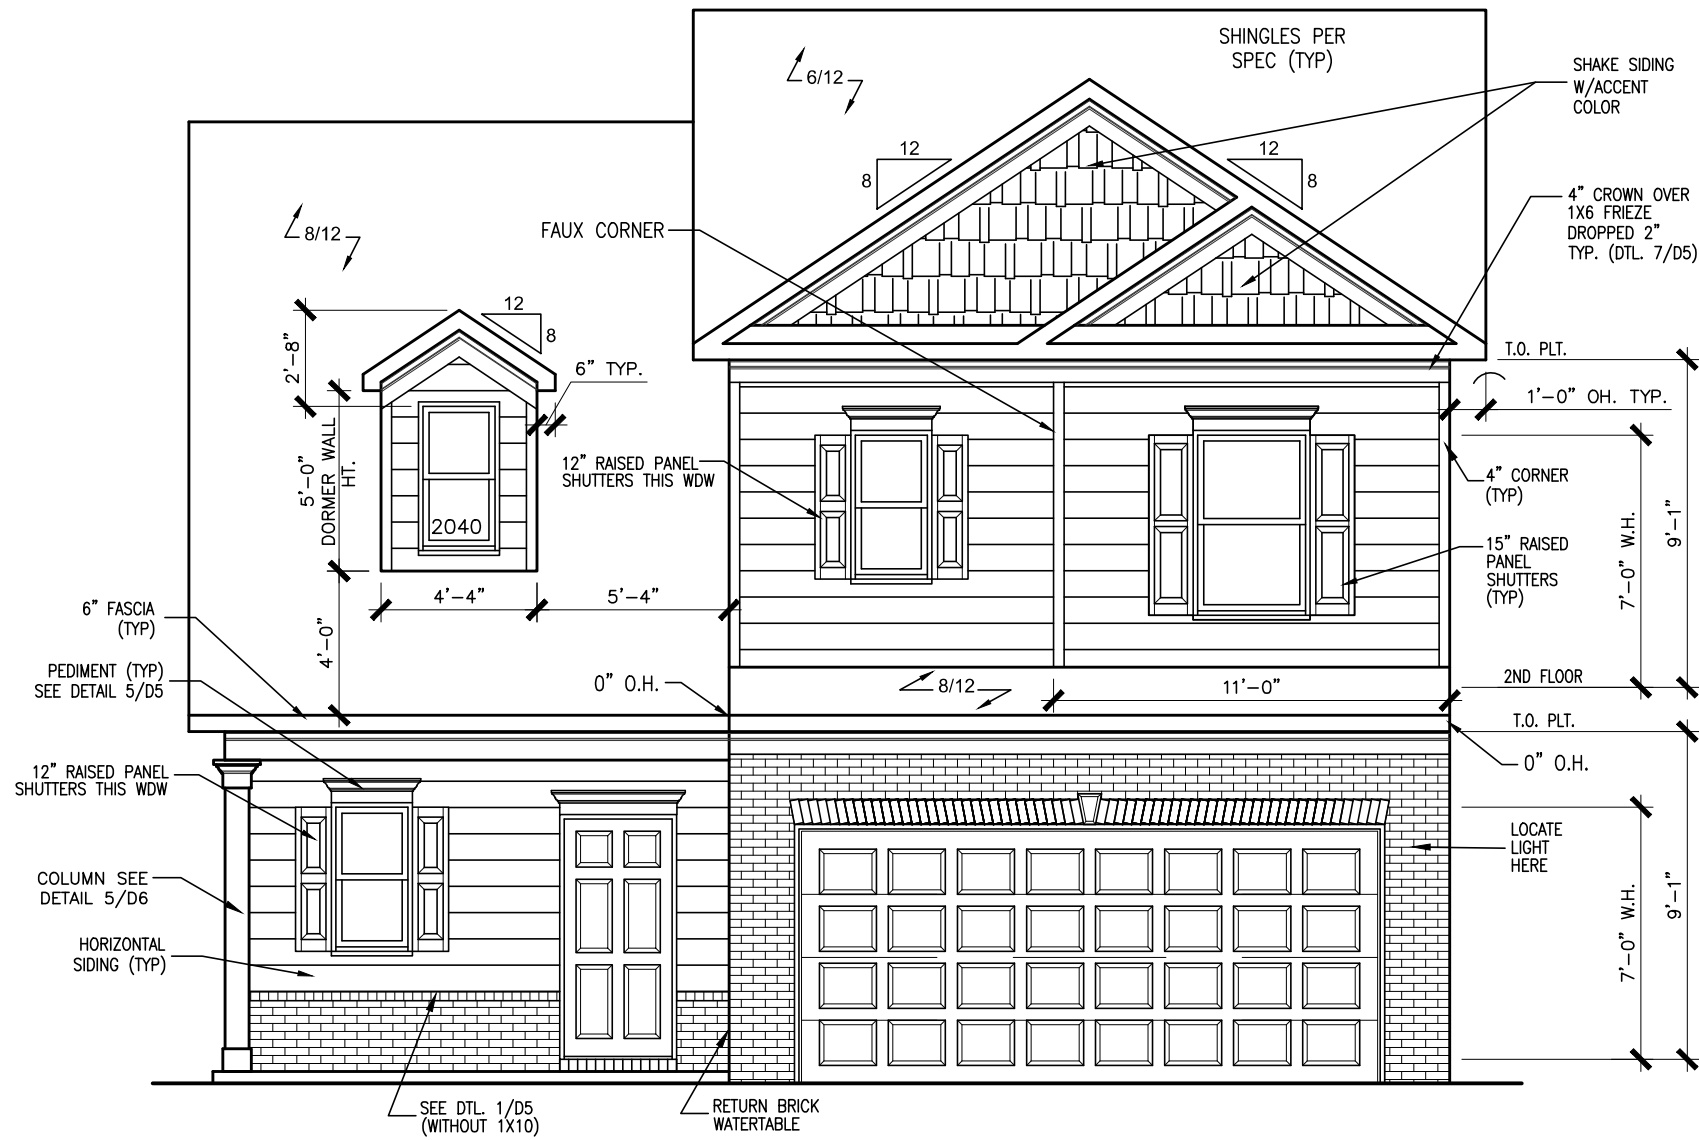 SHINGLES PER
SPEC (TYP)
SHAKE SIDING
W/ACCENT
COLOR
6/12
12
8
12
8
4" CROWN OVER
1X6 FRIEZE
DROPPED 2"
TYP. (DTL. 7/D5)
8/12
FAUX CORNER
12
8
2'-8"
6" TYP.
T.O. PLT.
1'-0" OH. TYP.
5'-0"
DORMER WALL
HT.
12" RAISED PANEL
SHUTTERS THIS WDW
4" CORNER
(TYP)
2040
7'-0" W.H.
9'-1"
15" RAISED
PANEL
SHUTTERS
(TYP)
4'-4"
5'-4"
6" FASCIA
(TYP)
4'-0"
PEDIMENT (TYP)
SEE DETAIL 5/D5
0" O.H.
8/12
11'-0"
2ND FLOOR
T.O. PLT.
0" O.H.
12" RAISED PANEL
SHUTTERS THIS WDW
LOCATE
LIGHT
HERE
COLUMN SEE
DETAIL 5/D6
7'-0" W.H.
9'-1"
HORIZONTAL
SIDING (TYP)
SEE DTL. 1/D5
(WITHOUT 1X10)
RETURN BRICK
WATERTABLE